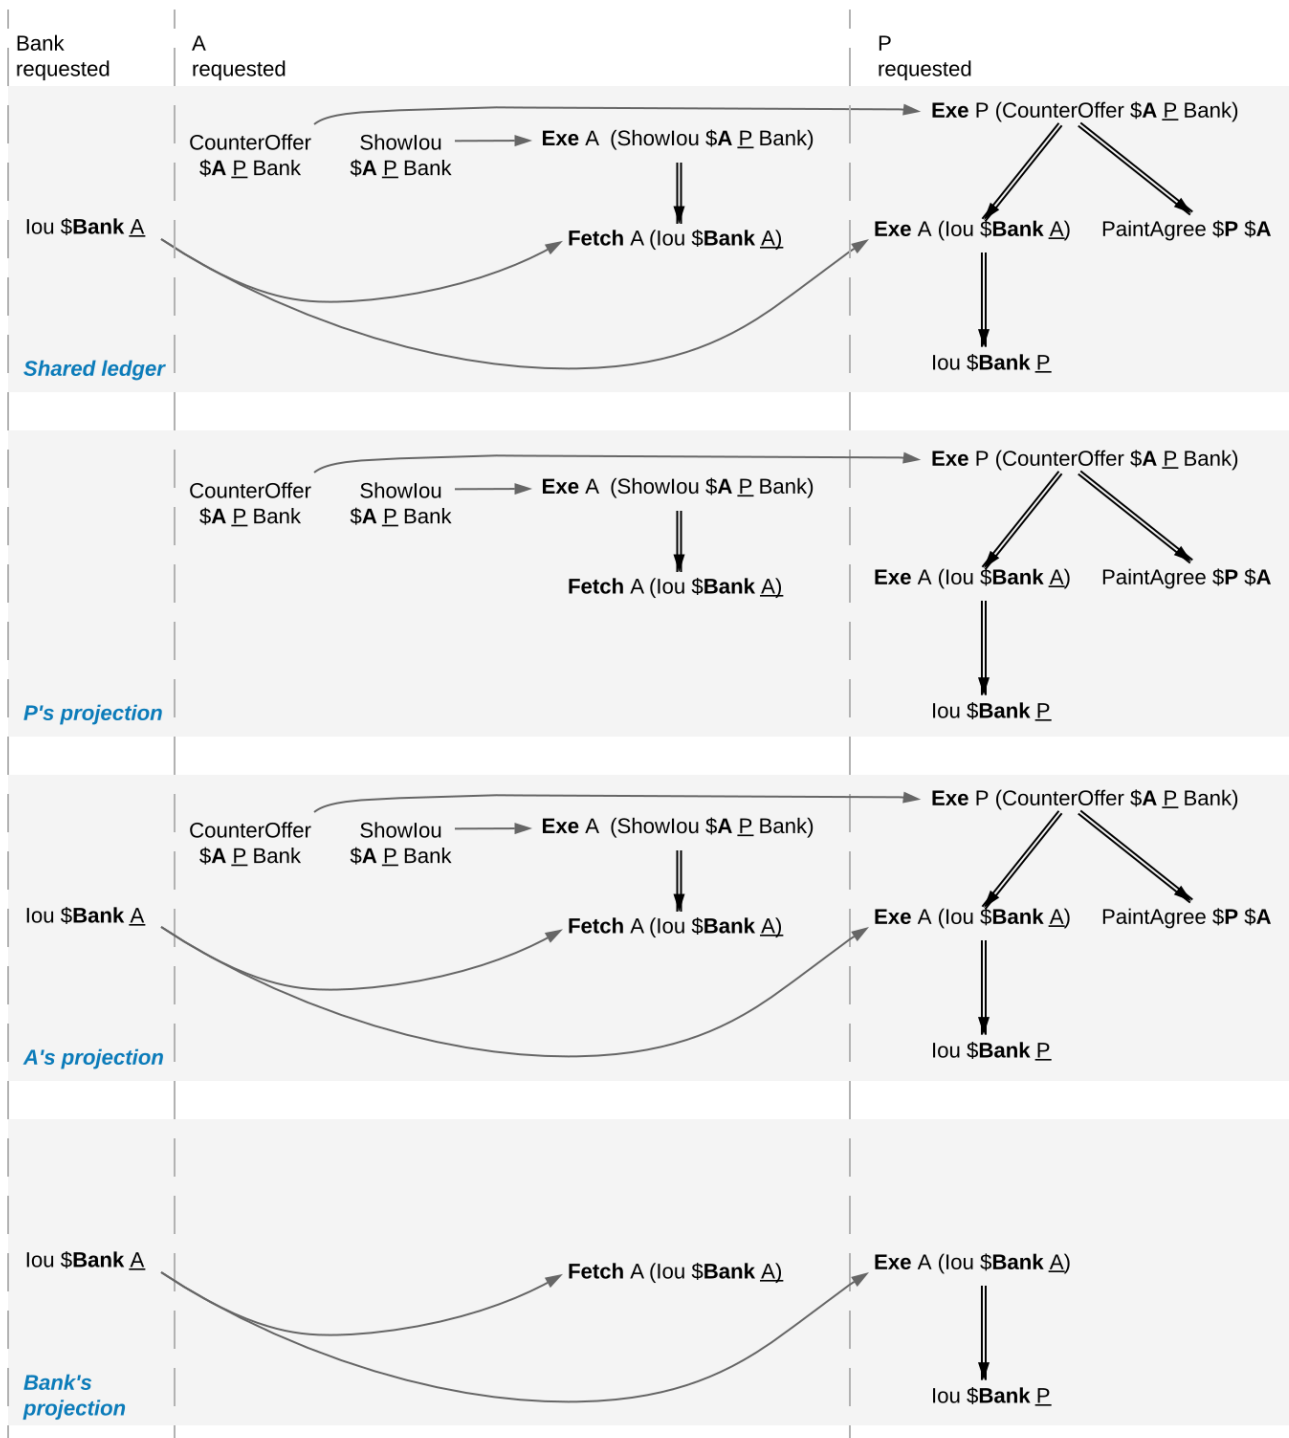 Bank
requested
A
requested
P
requested
Exe P (CounterOffer $A P Bank)
CounterOffer
$A P Bank
ShowIou
$A P Bank
Exe A (ShowIou $A P Bank)
Iou $Bank A
Fetch A (Iou $Bank A)
Exe A (Iou $Bank A)
PaintAgree $P $A
Iou $Bank P
Shared ledger
Exe P (CounterOffer $A P Bank)
CounterOffer
$A P Bank
ShowIou
$A P Bank
Exe A (ShowIou $A P Bank)
Fetch A (Iou $Bank A)
Exe A (Iou $Bank A)
PaintAgree $P $A
Iou $Bank P
P's projection
Exe P (CounterOffer $A P Bank)
CounterOffer
$A P Bank
ShowIou
$A P Bank
Exe A (ShowIou $A P Bank)
Iou $Bank A
Fetch A (Iou $Bank A)
Exe A (Iou $Bank A)
PaintAgree $P $A
Iou $Bank P
A's projection
Iou $Bank A
Fetch A (Iou $Bank A)
Exe A (Iou $Bank A)
Iou $Bank P
Bank's
projection